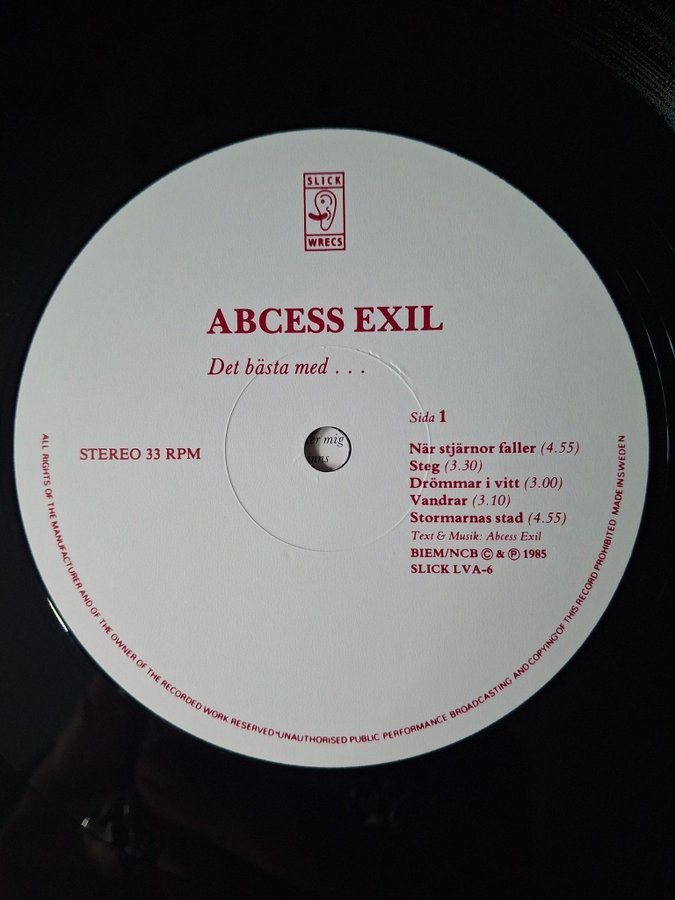 SLICK
WRECS
ABCESS EXIL
Det bästa med . . .
Sida 1
STEREO 33 RPM
När stjärnor faller (4.55)
Steg (3.30)
Drömmar i vitt (3.00)
Vandrar (3.10)
Stormarnas stad (4.55)
Text & Musik: Abcess Exil
BIEM/NCB © & ℗ 1985
SLICK LVA-6
mig
ALL RIGHTS OF THE MANUFACTURER AND OF THE OWNER OF THE RECORDED WORK RESERVED·UNAUTHORISED PUBLIC PERFORMANCE BROADCASTING AND COPYING OF THIS RECORD PROHIBITED MADE IN SWEDEN